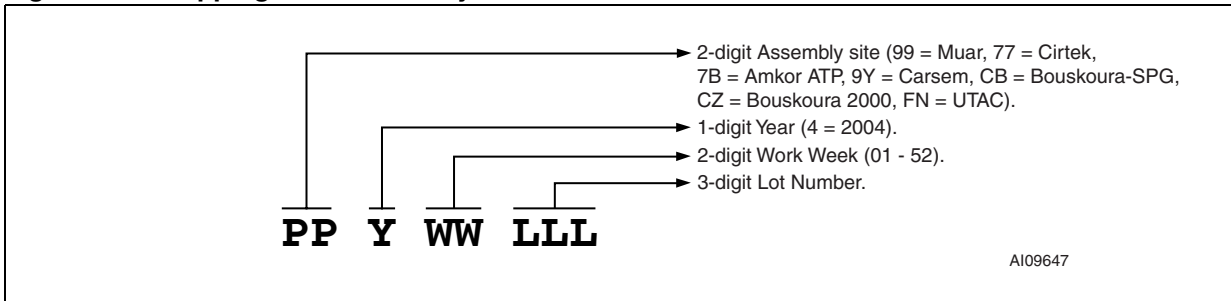 2-digit Assembly site (99 = Muar, 77 = Cirtek,
7B = Amkor ATP, 9Y = Carsem, CB = Bouskoura-SPG,
CZ = Bouskoura 2000, FN = UTAC).
1-digit Year (4 = 2004).
2-digit Work Week (01 - 52).
3-digit Lot Number.
PP Y WW LLL
AI09647